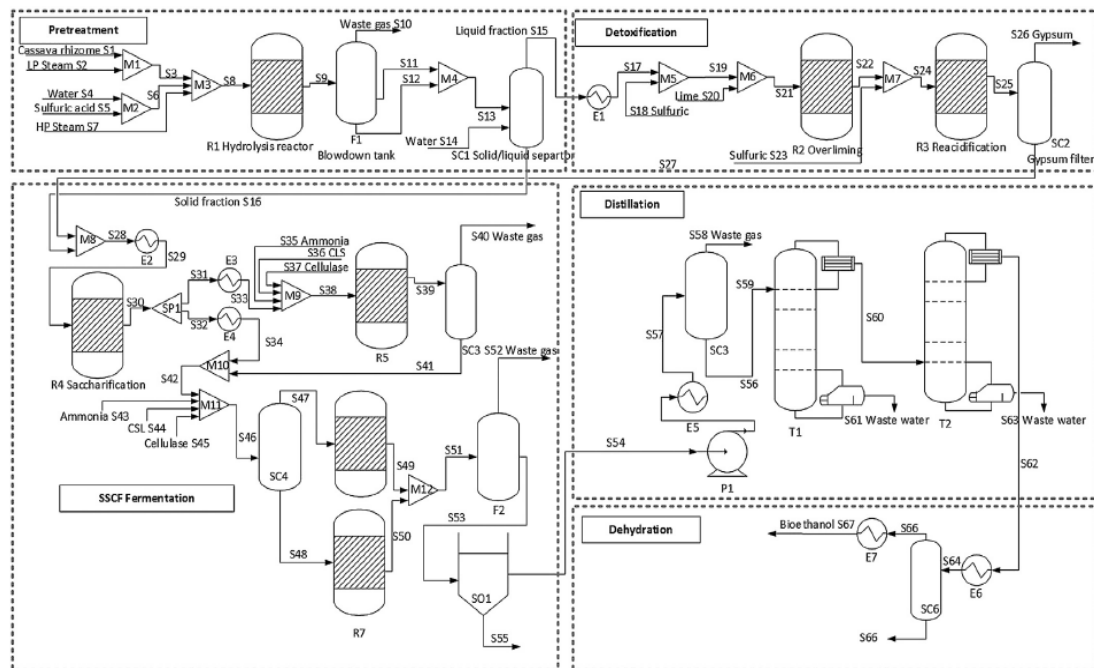 Pretreatment
Cassava rhizome S1
LP Steam S2
M1
S3
S6
Water S4
Sulfuric acid S5
M2
HP Steam S7
M3
S8
R1 Hydrolysis reactor
S9
Waste gas S10
F1
Blowdown tank
S11
S12
M4
S13
Water S14
Liquid fraction S15
SC1 Solid/liquid separtor
Detoxification
E1
S17
S18 Sulfuric
M5
S19
Lime S20
M6
S21
R2 Overliming
S22
Sulfuric S23
M7
S24
R3 Reacidification
S25
S26 Gypsum
SC2
Gypsum filter
S27
Solid fraction S16
M8
S28
E2
S29
R4 Saccharification
S30
SP1
S31
S32
E3
S33
E4
S34
S35 Ammonia
S36 CLS
S37 Cellulase
M9
S38
R5
S39
S40 Waste gas
SC3
S41
M10
S42
M11
Ammonia S43
CSL S44
Cellulase S45
S46
SC4
S47
S48
S49
S50
R7
M12
S51
S52 Waste gas
F2
S53
SO1
S55
S54
SSCF Fermentation
Distillation
P1
E5
S57
S58 Waste gas
SC3
S56
S59
T1
S60
S61 Waste water
T2
S63 Waste water
S62
Dehydration
E6
S64
SC6
S66
S66
E7
Bioethanol S67